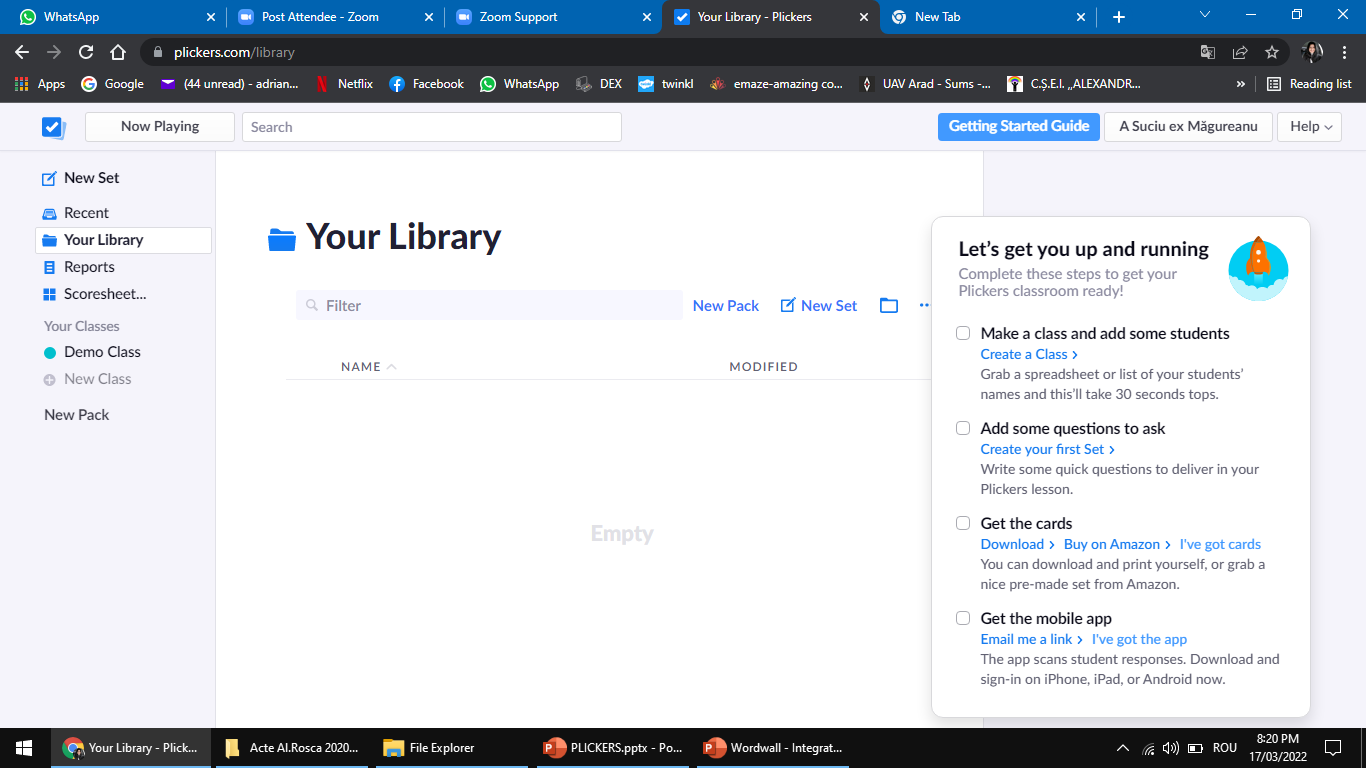 WhatsApp
Post Attendee - Zoom
Zoom Support
Your Library - Plickers
New Tab
plickers.com/library
Apps
Google
(44 unread) - adrian...
Netflix
Facebook
WhatsApp
DEX
twinkl
emaze-amazing co...
UAV Arad - Sums -...
C.Ș.E.I. „ALEXANDR...
»
Reading list
Now Playing
Search
Getting Started Guide
A Suciu ex Măgureanu
Help
New Set
Recent
Your Library
Reports
Scoresheet...
Your Classes
Demo Class
New Class
New Pack
Your Library
Filter
New Pack
New Set
NAME
MODIFIED
Empty
Let's get you up and running
Complete these steps to get your
Plickers classroom ready!
Make a class and add some students
Create a Class ›
Grab a spreadsheet or list of your students'
names and this'll take 30 seconds tops.
Add some questions to ask
Create your first Set ›
Write some quick questions to deliver in your
Plickers lesson.
Get the cards
Download › Buy on Amazon › I've got cards
You can download and print yourself, or grab a
nice pre-made set from Amazon.
Get the mobile app
Email me a link › I've got the app
The app scans student responses. Download and
sign-in on iPhone, iPad, or Android now.
Your Library - Plick...
Acte Al.Rosca 2020...
File Explorer
PLICKERS.pptx - Po...
Wordwall - Integrat...
ROU
8:20 PM
17/03/2022